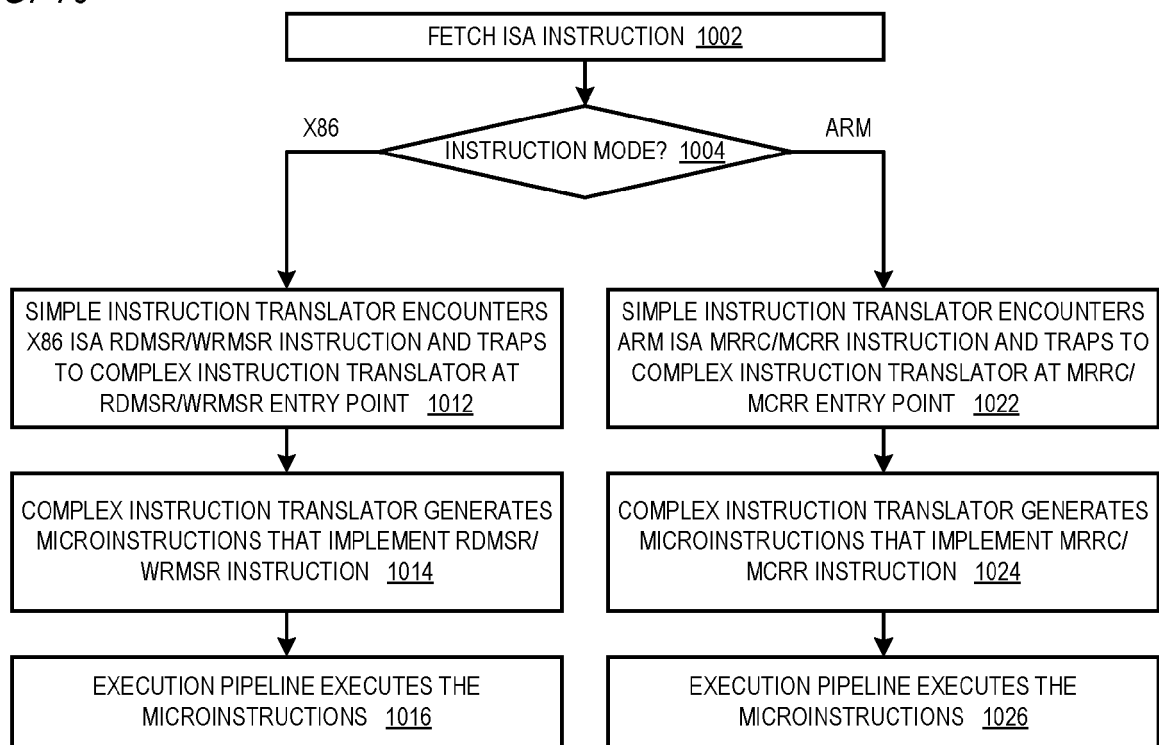 FETCH ISA INSTRUCTION 1002
X86
ARM
INSTRUCTION MODE? 1004
SIMPLE INSTRUCTION TRANSLATOR ENCOUNTERS
X86 ISA RDMSR/WRMSR INSTRUCTION AND TRAPS
TO COMPLEX INSTRUCTION TRANSLATOR AT
RDMSR/WRMSR ENTRY POINT 1012
SIMPLE INSTRUCTION TRANSLATOR ENCOUNTERS
ARM ISA MRRC/MCRR INSTRUCTION AND TRAPS TO
COMPLEX INSTRUCTION TRANSLATOR AT MRRC/
MCRR ENTRY POINT 1022
COMPLEX INSTRUCTION TRANSLATOR GENERATES
MICROINSTRUCTIONS THAT IMPLEMENT RDMSR/
WRMSR INSTRUCTION 1014
COMPLEX INSTRUCTION TRANSLATOR GENERATES
MICROINSTRUCTIONS THAT IMPLEMENT MRRC/
MCRR INSTRUCTION 1024
EXECUTION PIPELINE EXECUTES THE
MICROINSTRUCTIONS 1016
EXECUTION PIPELINE EXECUTES THE
MICROINSTRUCTIONS 1026